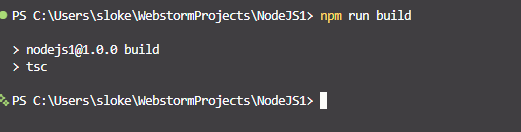 PS C:\Users\sloke\WebstormProjects\NodeJS1> npm run build
> nodejs1@1.0.0 build
> tsc
PS C:\Users\sloke\WebstormProjects\NodeJS1>